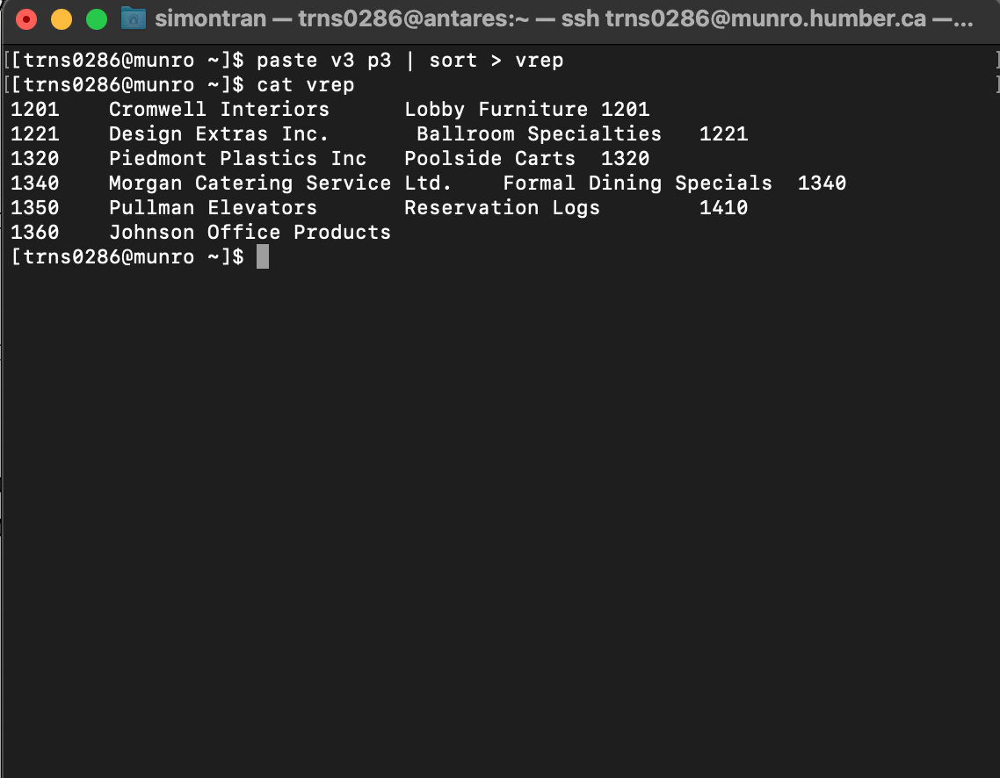 simontran — trns0286@antares:~ — ssh trns0286@munro.humber.ca —...
[[trns0286@munro ~]$ paste v3 p3 | sort > vrep ]
[[trns0286@munro ~]$ cat vrep ]
1201    Cromwell Interiors      Lobby Furniture 1201
1221    Design Extras Inc.       Ballroom Specialties   1221
1320    Piedmont Plastics Inc   Poolside Carts  1320
1340    Morgan Catering Service Ltd.    Formal Dining Specials  1340
1350    Pullman Elevators       Reservation Logs        1410
1360    Johnson Office Products
[trns0286@munro ~]$